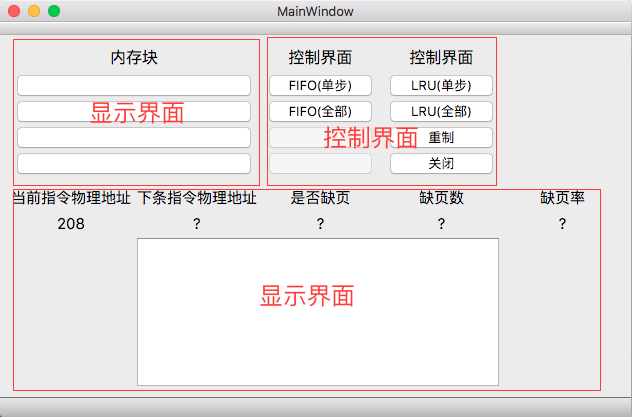 MainWindow
内存块
控制界面 控制界面
FIFO(单步) LRU(单步)
显示界面
FIFO(全部) LRU(全部)
控制界面
重制
关闭
当前指令物理地址 下条指令物理地址 是否缺页 缺页数 缺页率
208 ? ? ? ?
显示界面